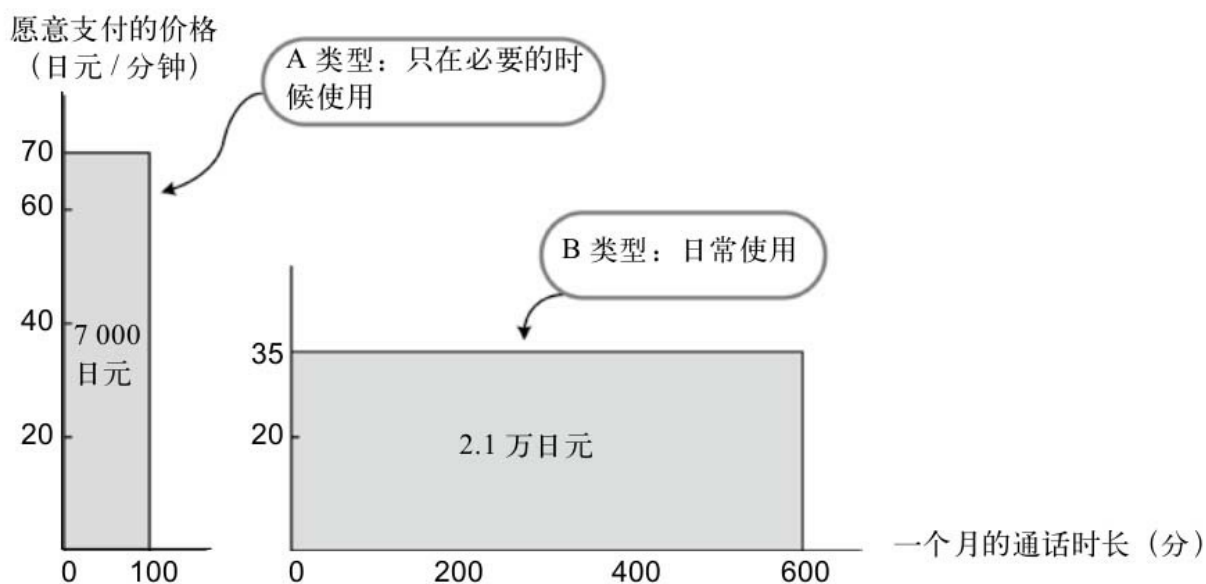 愿意支付的价格
（日元 / 分钟）
A 类型：只在必要的时
候使用
70
60
40
20
7 000
日元
0
100
B 类型：日常使用
35
20
2.1 万日元
0
200
400
600
一个月的通话时长（分）